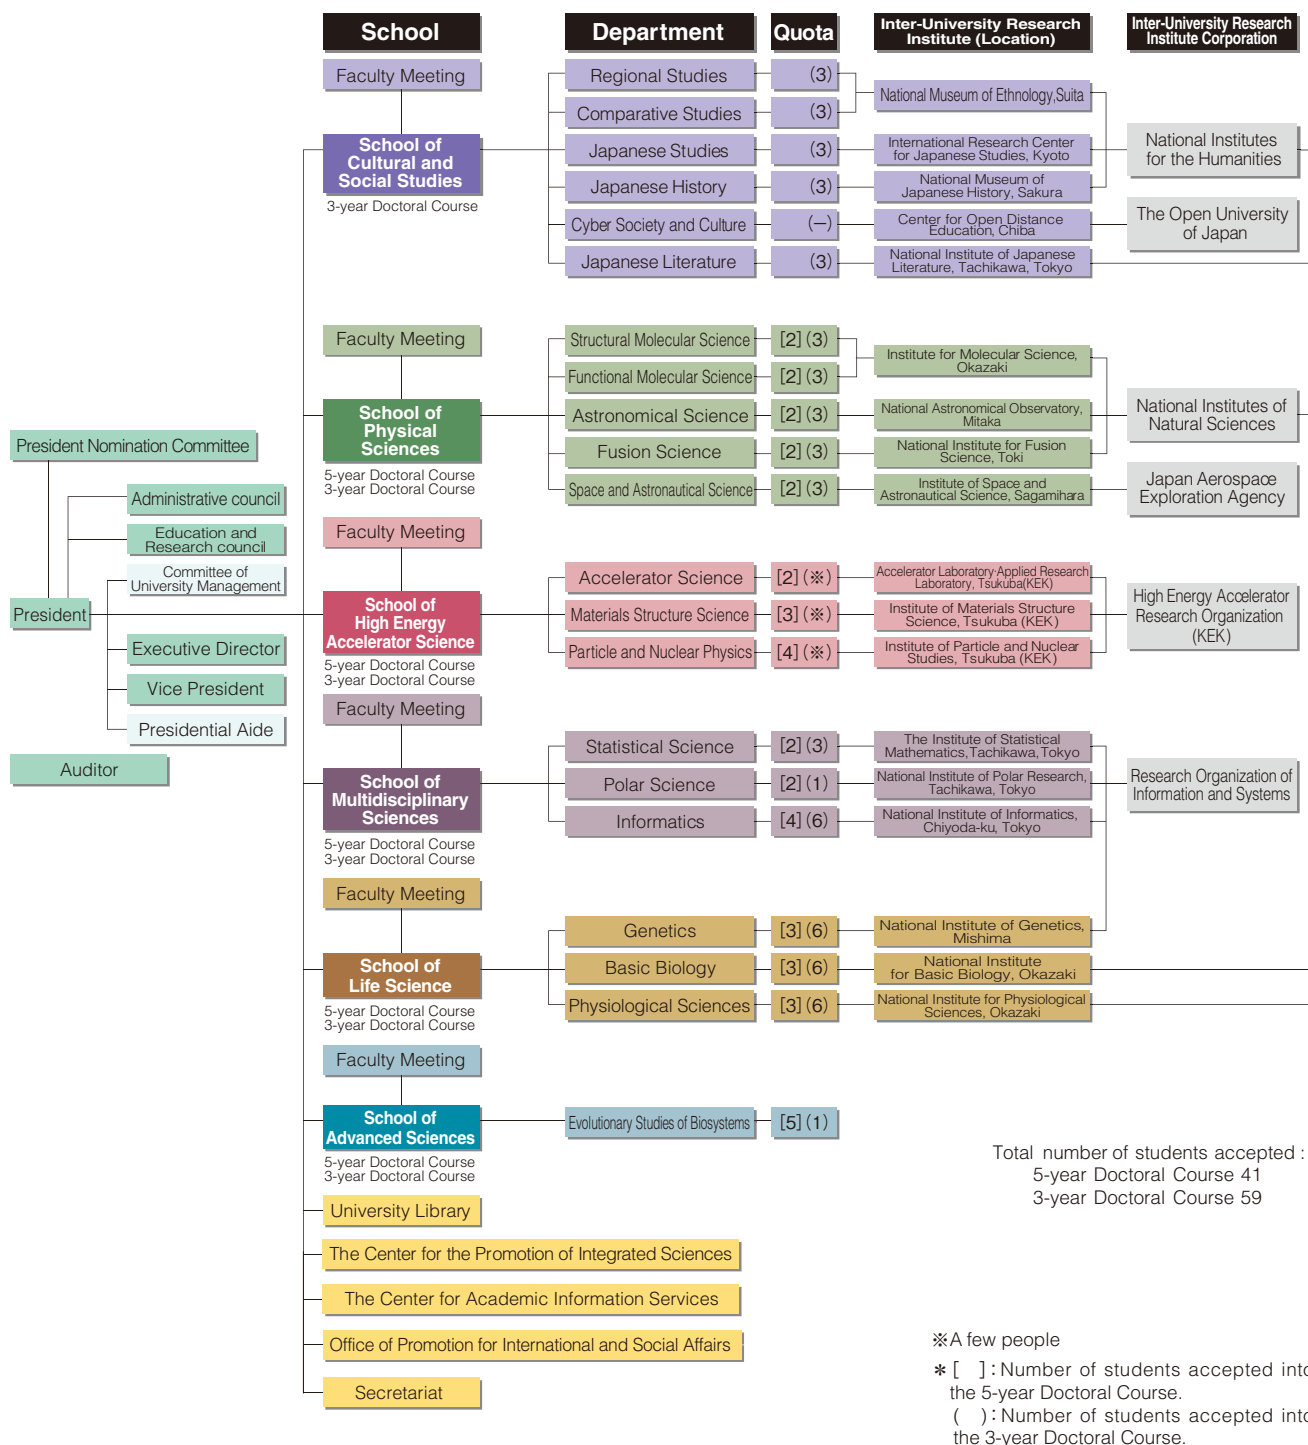 School
Department
Quota
Inter-University Research
Institute (Location)
Inter-University Research
Institute Corporation
Faculty Meeting
School of
Cultural and
Social Studies
3-year Doctoral Course
Regional Studies
(3)
Comparative Studies
(3)
National Museum of Ethnology,Suita
Japanese Studies
(3)
International Research Center
for Japanese Studies, Kyoto
Japanese History
(3)
National Museum of
Japanese History, Sakura
National Institutes
for the Humanities
Cyber Society and Culture
(—)
Center for Open Distance
Education, Chiba
The Open University
of Japan
Japanese Literature
(3)
National Institute of Japanese
Literature, Tachikawa, Tokyo
Faculty Meeting
School of
Physical
Sciences
5-year Doctoral Course
3-year Doctoral Course
Structural Molecular Science
[2] (3)
Functional Molecular Science
[2] (3)
Institute for Molecular Science,
Okazaki
Astronomical Science
[2] (3)
National Astronomical Observatory,
Mitaka
Fusion Science
[2] (3)
National Institute for Fusion
Science, Toki
National Institutes of
Natural Sciences
Space and Astronautical Science
[2] (3)
Institute of Space and
Astronautical Science, Sagamihara
Japan Aerospace
Exploration Agency
President Nomination Committee
Administrative council
Education and
Research council
Committee of
University Management
President
Executive Director
Vice President
Presidential Aide
Auditor
Faculty Meeting
School of
High Energy
Accelerator Science
5-year Doctoral Course
3-year Doctoral Course
Accelerator Science
[2] (※)
Accelerator Laboratory·Applied Research
Laboratory, Tsukuba(KEK)
Materials Structure Science
[3] (※)
Institute of Materials Structure
Science, Tsukuba (KEK)
Particle and Nuclear Physics
[4] (※)
Institute of Particle and Nuclear
Studies, Tsukuba (KEK)
High Energy Accelerator
Research Organization
(KEK)
Faculty Meeting
School of
Multidisciplinary
Sciences
5-year Doctoral Course
3-year Doctoral Course
Statistical Science
[2] (3)
The Institute of Statistical
Mathematics,Tachikawa,Tokyo
Polar Science
[2] (1)
National Institute of Polar Research,
Tachikawa, Tokyo
Informatics
[4] (6)
National Institute of Informatics,
Chiyoda-ku, Tokyo
Research Organization of
Information and Systems
Faculty Meeting
School of
Life Science
5-year Doctoral Course
3-year Doctoral Course
Genetics
[3] (6)
National Institute of Genetics,
Mishima
Basic Biology
[3] (6)
National Institute
for Basic Biology, Okazaki
Physiological Sciences
[3] (6)
National Institute for Physiological
Sciences, Okazaki
Faculty Meeting
School of
Advanced Sciences
5-year Doctoral Course
3-year Doctoral Course
Evolutionary Studies of Biosystems
[5] (1)
Total number of students accepted :
5-year Doctoral Course 41
3-year Doctoral Course 59
University Library
The Center for the Promotion of Integrated Sciences
The Center for Academic Information Services
Office of Promotion for International and Social Affairs
Secretariat
※A few people
＊[ ]：Number of students accepted into
the 5-year Doctoral Course.
( )：Number of students accepted into
the 3-year Doctoral Course.